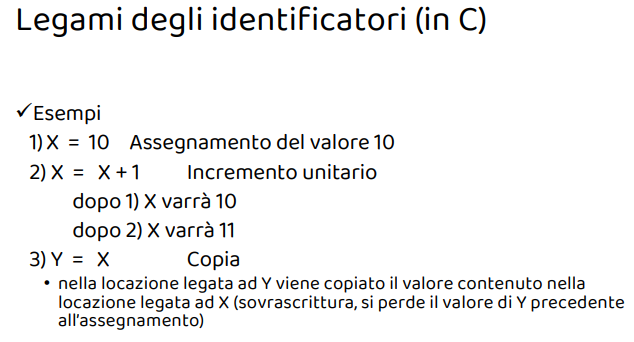 Legami degli identificatori (in C)
✓Esempi
1) X = 10 Assegnamento del valore 10
2) X = X + 1 Incremento unitario
dopo 1) X varrà 10
dopo 2) X varrà 11
3) Y = X Copia
• nella locazione legata ad Y viene copiato il valore contenuto nella
locazione legata ad X (sovrascrittura, si perde il valore di Y precedente
all'assegnamento)